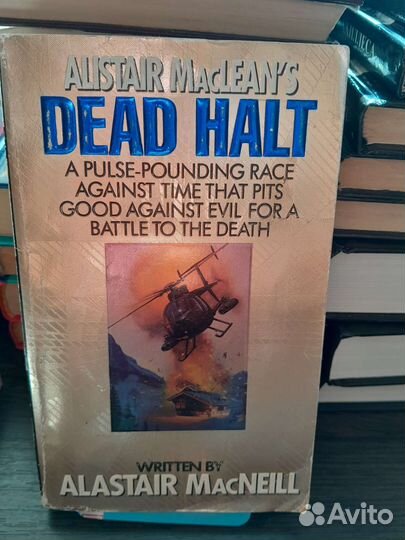 ALISTAIR MACLEAN'S
DEAD HALT
A PULSE-POUNDING RACE
AGAINST TIME THAT PITS
GOOD AGAINST EVIL FOR A
BATTLE TO THE DEATH
WRITTEN BY
ALASTAIR MACNEILL
Avito